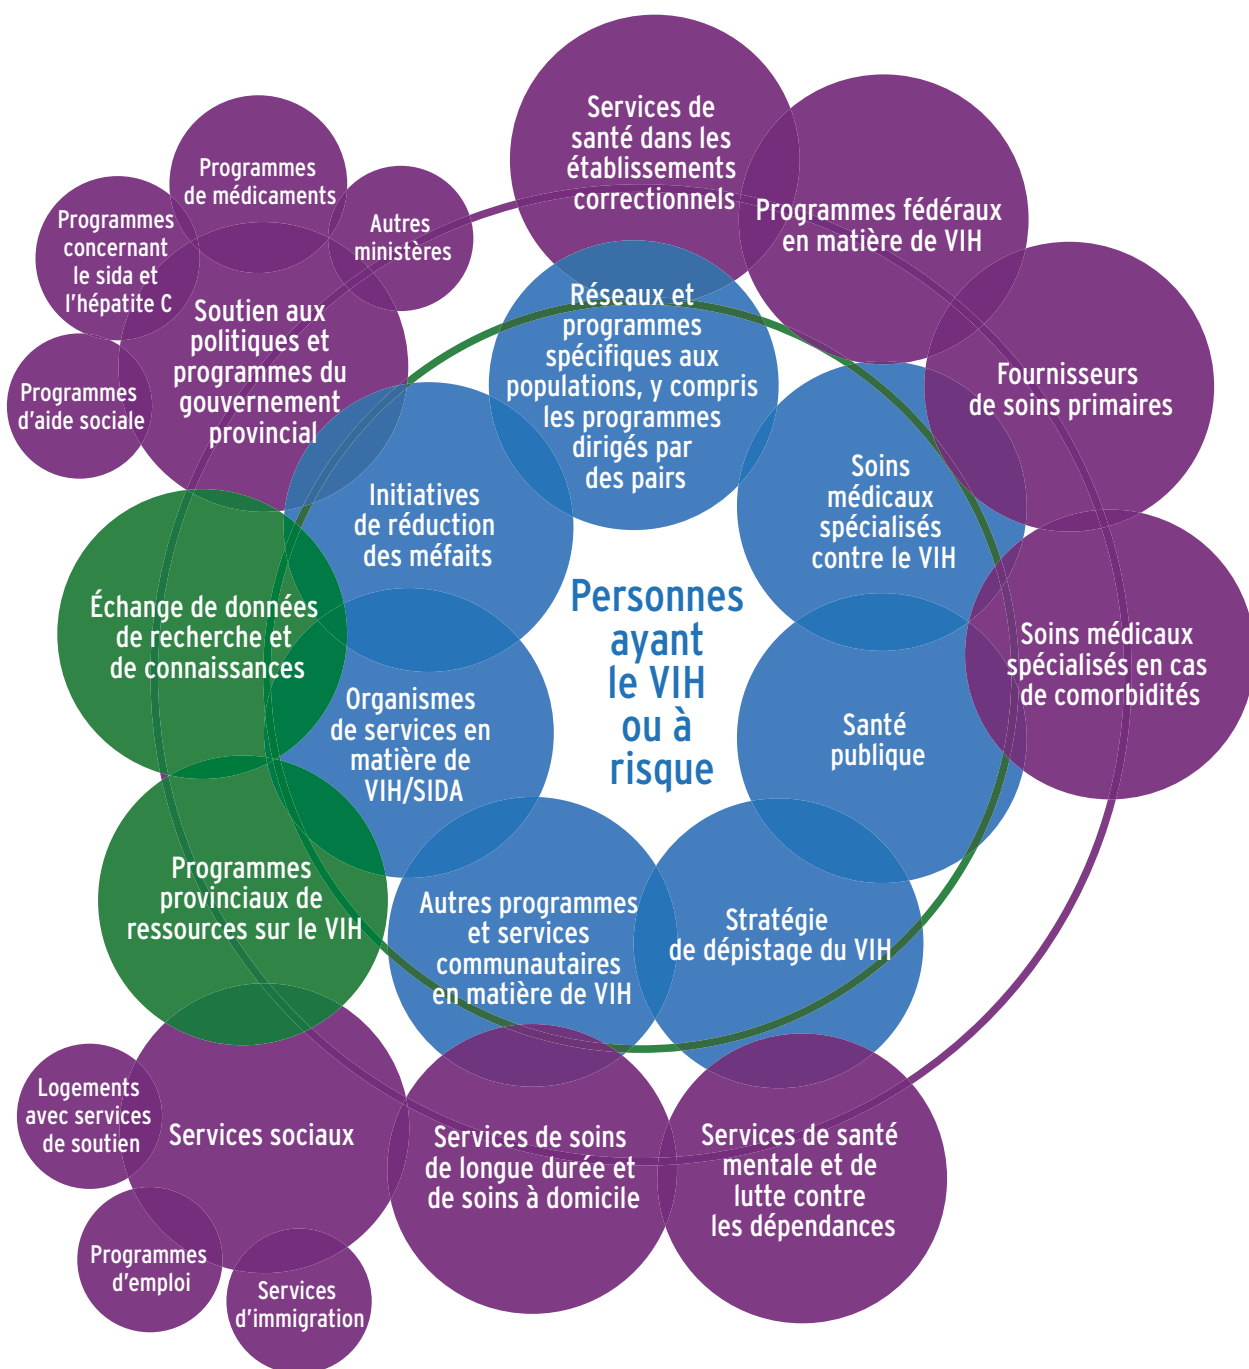 Services de
santé dans les
établissements
correctionnels
Programmes fédéraux
en matière de VIH
Programmes
de médicaments
Autres
ministères
Programmes
concernant
le sida et
l'hépatite C
Soutien aux
politiques et
programmes du
gouvernement
provincial
Programmes
d'aide sociale
Réseaux et
programmes
spécifiques aux
populations, y compris
les programmes
dirigés par
des pairs
Fournisseurs
de soins primaires
Initiatives
de réduction
des méfaits
Soins
médicaux
spécialisés
contre le VIH
Échange de données
de recherche et
de connaissances
Personnes
ayant
le VIH
ou à
risque
Soins médicaux
spécialisés en cas
de comorbidités
Organismes
de services en
matière de
VIH/SIDA
Santé
publique
Programmes
provinciaux de
ressources sur le VIH
Autres programmes
et services
communautaires
en matière de VIH
Stratégie
de dépistage du VIH
Logements
avec services
de soutien
Services sociaux
Services de soins
de longue durée et
de soins à domicile
Services de santé
mentale et de
lutte contre
les dépendances
Programmes
d'emploi
Services
d'immigration